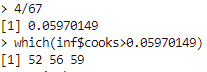 > 4/67
[1] 0.05970149
> which(inf$cooks>0.05970149)
[1] 52 56 59